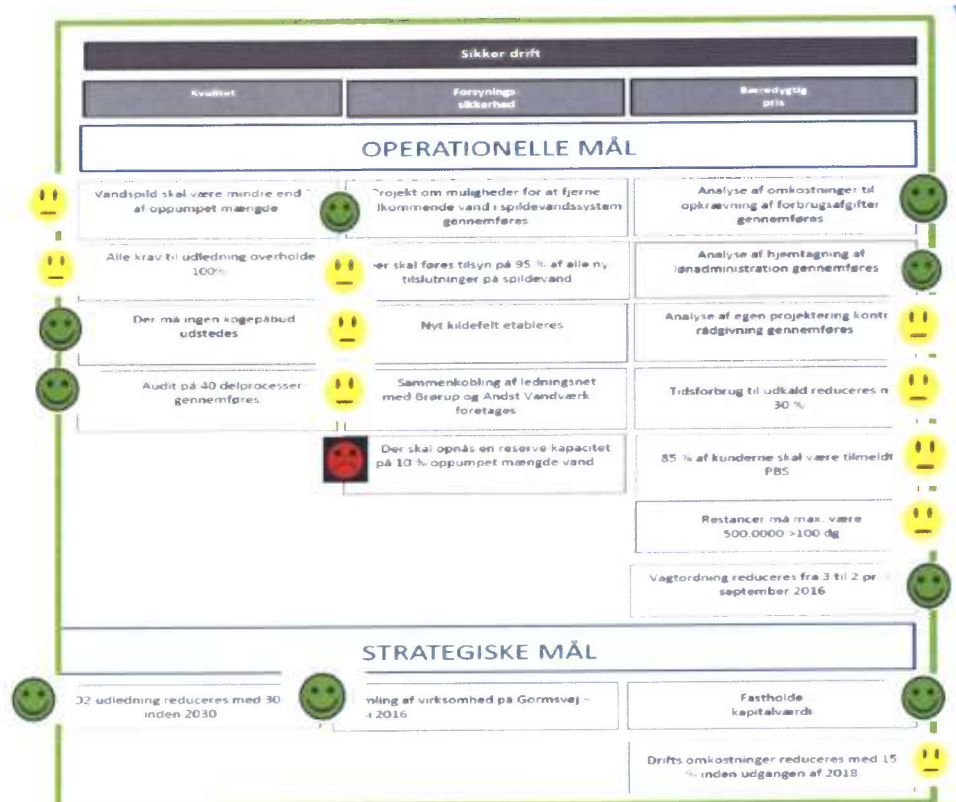 Sikker drift
Kvalitet
Forsynings
sikkerhed
Bæredygtig
pris
OPERATIONELLE MÅL
Vandspild skal være mindre end
af oppumpet mængde
Projekt om muligheder for at fjerne
lkommende vand i spildevandssystem
gennemføres
Analyse af omkostninger til
opkrævning af forbrugsafgifter
gennemføres
Alle krav til udledning overholde
100%
er skal føres tilsyn på 95 % af alle ny
tilslutninger på spildevand
Analyse af hjemtagning af
lønadministration gennemføres
Der må ingen kogepåbud
udstedes
Nyt kildefelt etableres
Analyse af egen projektering kontr
rådgivning gennemføres
Audit på 40 delprocesser
gennemføres
Sammenkobling af ledningsnet
med Brørup og Andst Vandværk
foretages
Tidsforbrug til udkald reduceres m
30 %
Der skal opnås en reserve kapacitet
på 10 % oppumpet mængde vand
85 % af kunderne skal være tilmeldt
PBS
Restancer må max. være
500.0000 >100 dg
Vagtordning reduceres fra 3 til 2 pr
september 2016
STRATEGISKE MÅL
O2 udledning reduceres med 30
inden 2030
mling af virksomhed på Gormsvej –
2016
Fastholde
kapitalværdi
Drifts omkostninger reduceres med 15
% inden udgangen af 2018